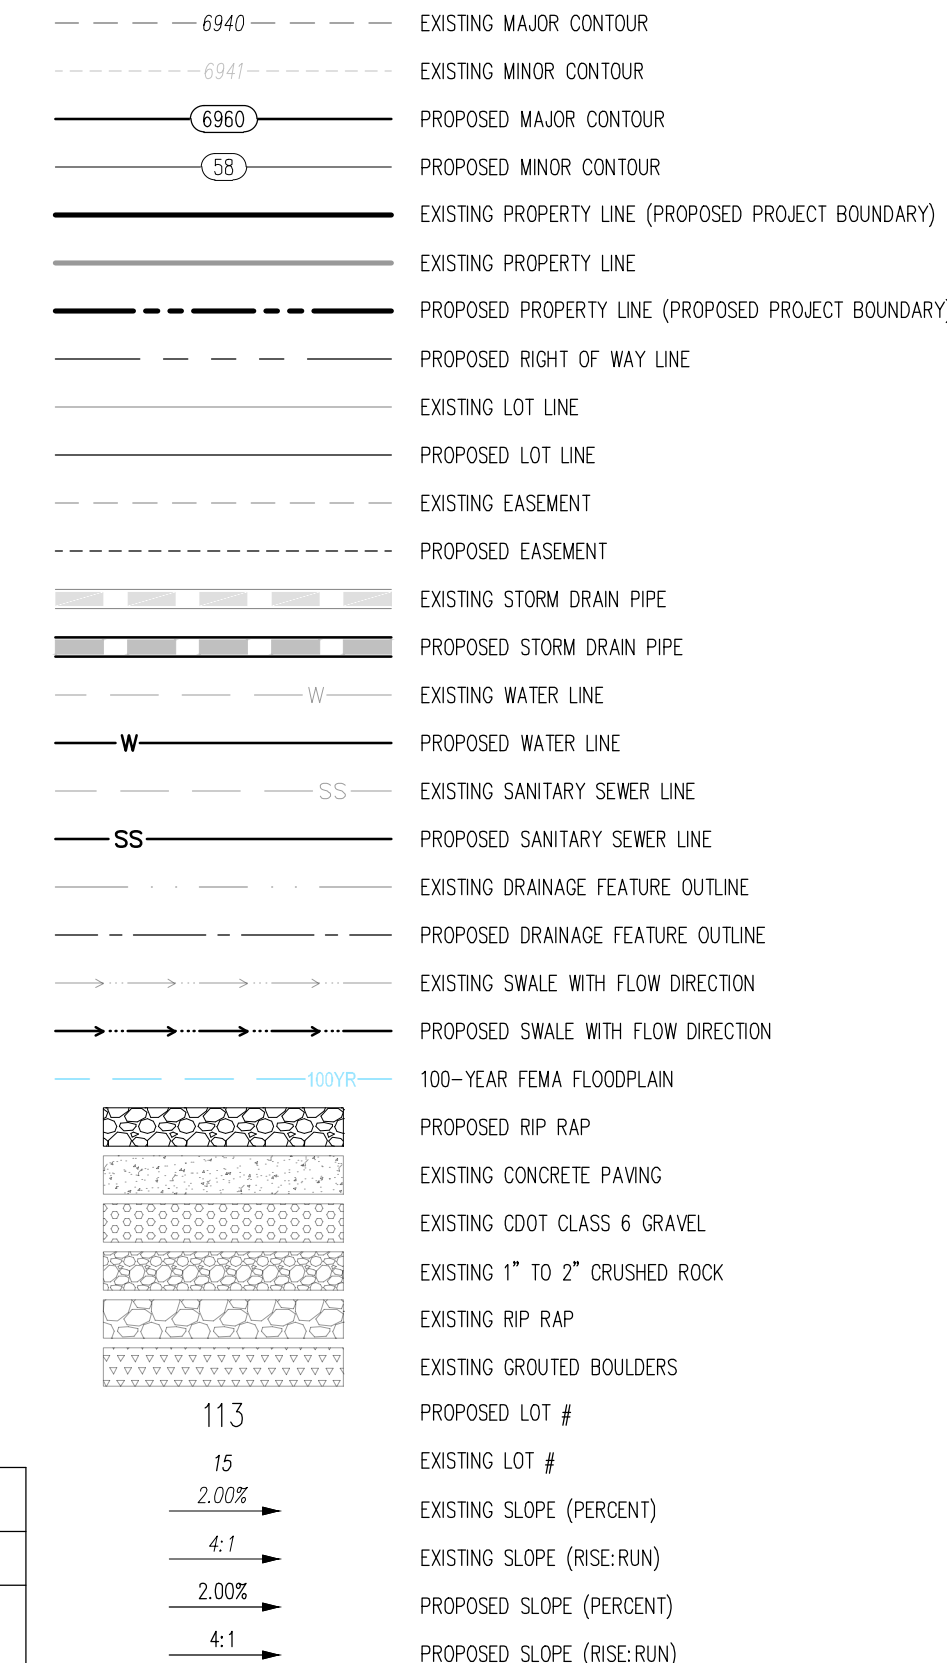 6940 EXISTING MAJOR CONTOUR
6941 EXISTING MINOR CONTOUR
6960 PROPOSED MAJOR CONTOUR
58 PROPOSED MINOR CONTOUR
EXISTING PROPERTY LINE (PROPOSED PROJECT BOUNDARY)
EXISTING PROPERTY LINE
PROPOSED PROPERTY LINE (PROPOSED PROJECT BOUNDARY)
PROPOSED RIGHT OF WAY LINE
EXISTING LOT LINE
PROPOSED LOT LINE
EXISTING EASEMENT
PROPOSED EASEMENT
EXISTING STORM DRAIN PIPE
PROPOSED STORM DRAIN PIPE
W EXISTING WATER LINE
W PROPOSED WATER LINE
SS EXISTING SANITARY SEWER LINE
SS PROPOSED SANITARY SEWER LINE
EXISTING DRAINAGE FEATURE OUTLINE
PROPOSED DRAINAGE FEATURE OUTLINE
EXISTING SWALE WITH FLOW DIRECTION
PROPOSED SWALE WITH FLOW DIRECTION
100YR 100-YEAR FEMA FLOODPLAIN
PROPOSED RIP RAP
EXISTING CONCRETE PAVING
EXISTING CDOT CLASS 6 GRAVEL
EXISTING 1” TO 2” CRUSHED ROCK
EXISTING RIP RAP
EXISTING GROUTED BOULDERS
113 PROPOSED LOT #
15 EXISTING LOT #
2.00% EXISTING SLOPE (PERCENT)
4:1 EXISTING SLOPE (RISE:RUN)
2.00% PROPOSED SLOPE (PERCENT)
4:1 PROPOSED SLOPE (RISE:RUN)